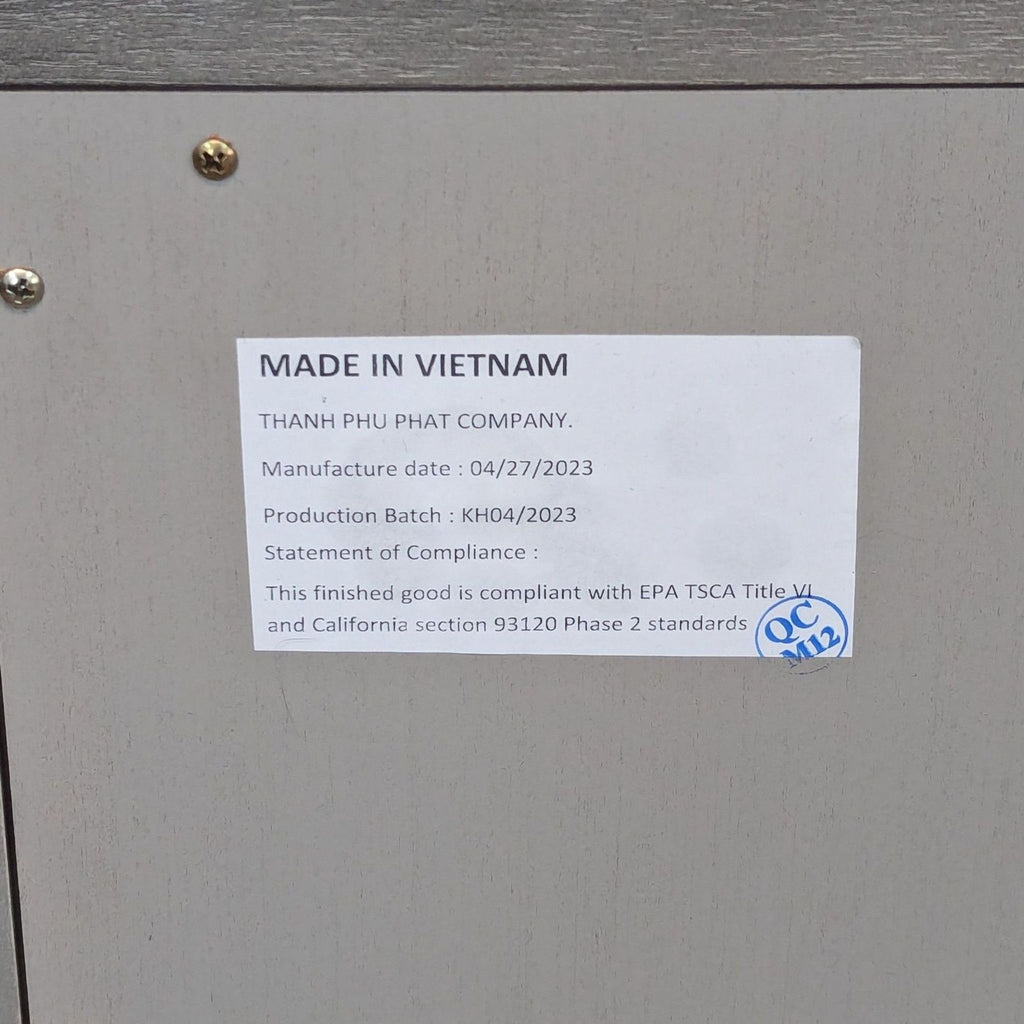 MADE IN VIETNAM
THANH PHU PHAT COMPANY.
Manufacture date : 04/27/2023
Production Batch : KH04/2023
Statement of Compliance :
This finished good is compliant with EPA TSCA Title VI
and California section 93120 Phase 2 standards
QC
M12